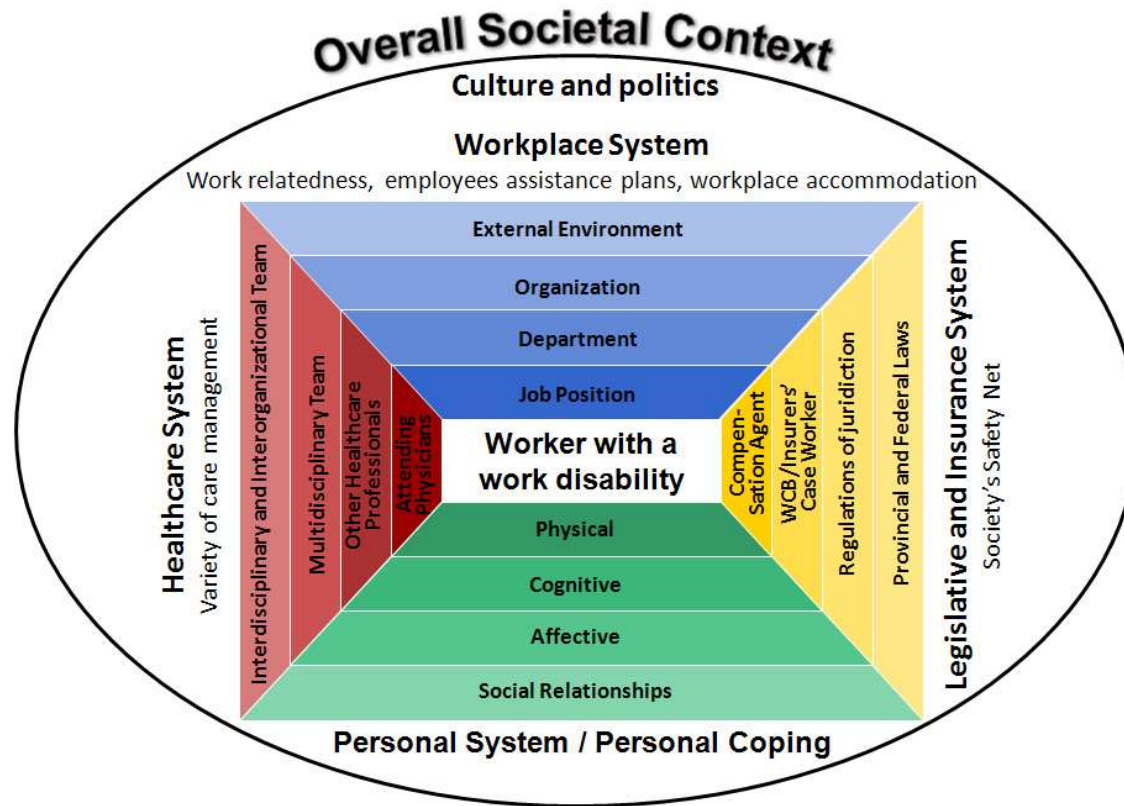 Overall Societal Context
Culture and politics
Workplace System
Work relatedness, employees assistance plans, workplace accommodation
External Environment
Organization
Department
Job Position
Healthcare System
Variety of care management
Interdisciplinary and Interorganizational Team
Multidisciplinary Team
Other Healthcare
Professionals
Attending
Physicians
Worker with a
work disability
Compen-
Sation Agent
WCB/Insurers'
Case Worker
Regulations of juridiction
Provincial and Federal Laws
Legislative and Insurance System
Society's Safety Net
Physical
Cognitive
Affective
Social Relationships
Personal System / Personal Coping